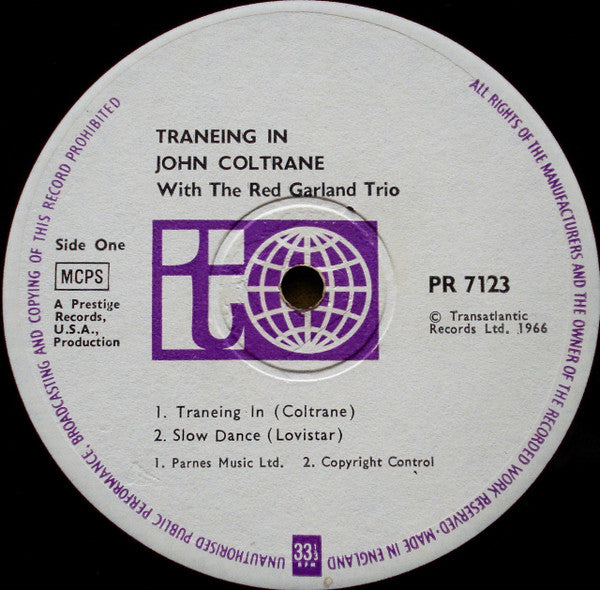 TRANEING IN
JOHN COLTRANE
With The Red Garland Trio
Side One
MCPS
A Prestige
Records,
U.S.A.,
Production
t
PR 7123
© Transatlantic
Records Ltd. 1966
1. Traneing In (Coltrane)
2. Slow Dance (Lovistar)
1. Parnes Music Ltd. 2. Copyright Control
33⅓
RPM
ALL RIGHTS OF THE MANUFACTURERS AND THE OWNER OF THE RECORDED WORK RESERVED · MADE IN ENGLAND
UNAUTHORISED PUBLIC PERFORMANCE, BROADCASTING AND COPYING OF THIS RECORD PROHIBITED